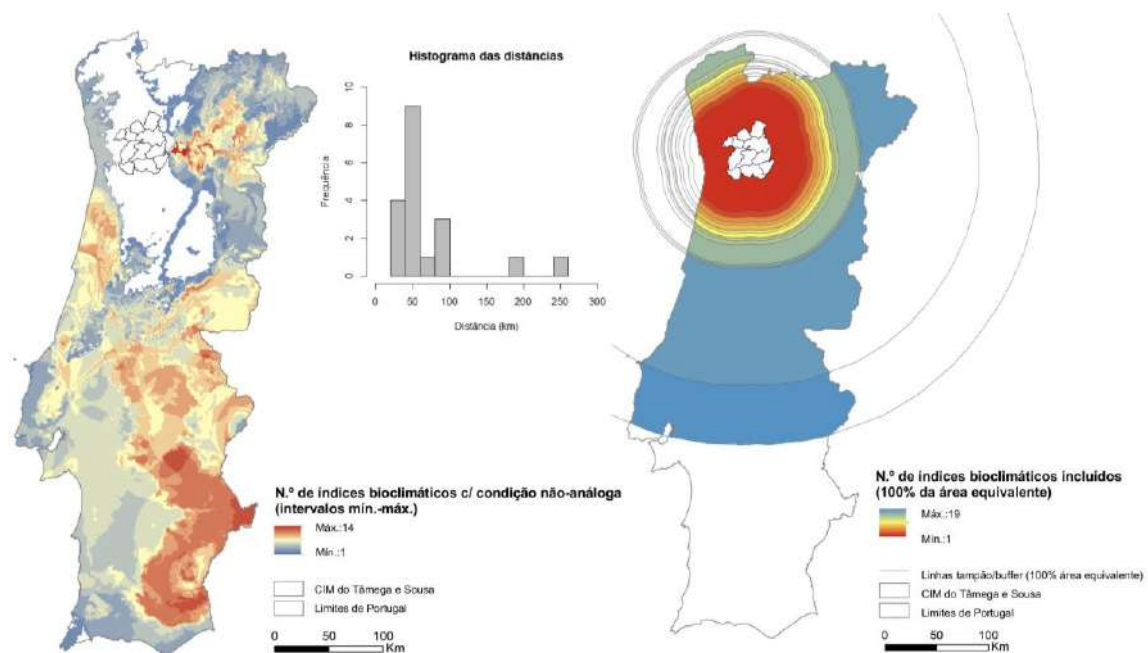 Histograma das distâncias
Frequência
10
8
6
4
2
0
0
50
100
150
200
250
300
Distância (km)
N.º de índices bioclimáticos c/ condição não-análoga
(intervalos mín.-máx.)
Máx.:14
Mín.:1
CIM do Tâmega e Sousa
Limites de Portugal
0 50 100
Km
N.º de índices bioclimáticos incluídos
(100% da área equivalente)
Máx.:19
Mín.:1
Linhas tampão/buffer (100% área equivalente)
CIM do Tâmega e Sousa
Limites de Portugal
0 50 100
Km